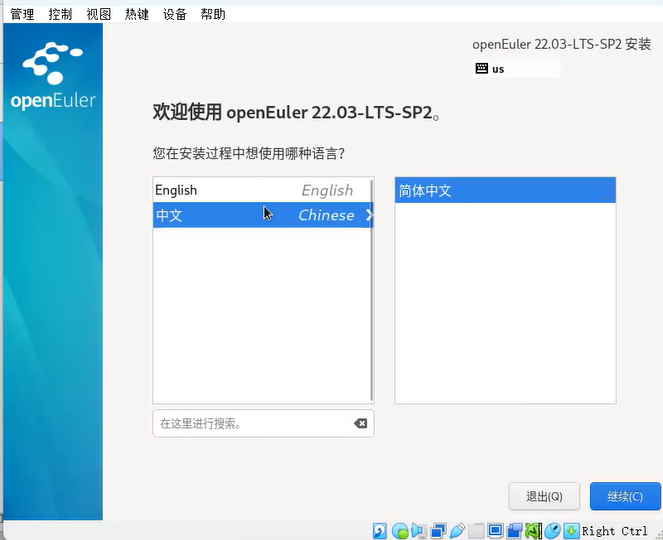 管理 控制 视图 热键 设备 帮助
openEuler
openEuler 22.03-LTS-SP2 安装
us
欢迎使用 openEuler 22.03-LTS-SP2。
您在安装过程中想使用哪种语言?
English English
中文 Chinese
简体中文
在这里进行搜索。
退出(Q) 继续(C)
Right Ctrl